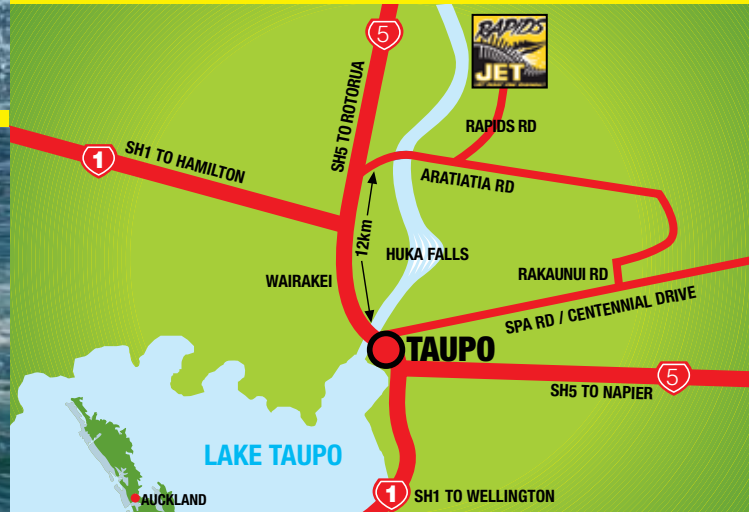 5
RAPIDS
JET
SH5 TO ROTORUA
RAPIDS RD
1
SH1 TO HAMILTON
ARATIATIA RD
12km
HUKA FALLS
WAIRAKEI
RAKAUNUI RD
SPA RD / CENTENNIAL DRIVE
TAUPO
5
SH5 TO NAPIER
LAKE TAUPO
1
SH1 TO WELLINGTON
AUCKLAND